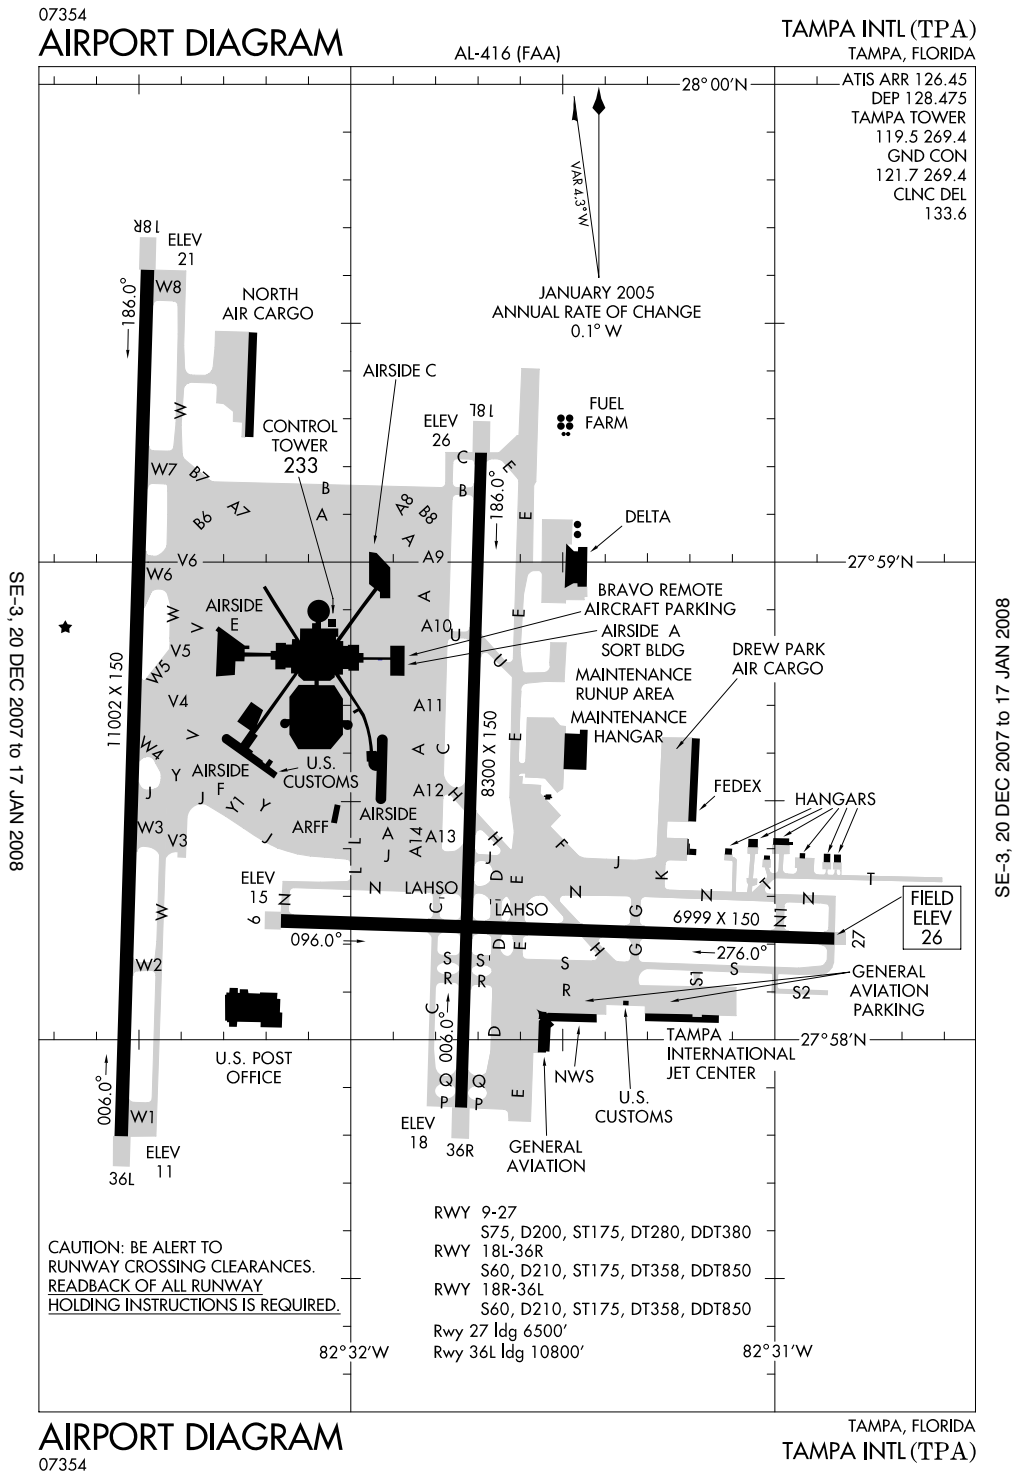 07354
AIRPORT DIAGRAM
AL-416 (FAA)
TAMPA INTL (TPA)
TAMPA, FLORIDA
28°00'N
ATIS ARR 126.45
DEP 128.475
TAMPA TOWER
119.5 269.4
GND CON
121.7 269.4
CLNC DEL
133.6
VAR 4.3°W
JANUARY 2005
ANNUAL RATE OF CHANGE
0.1° W
18R
ELEV
21
W8
186.0°
NORTH
AIR CARGO
AIRSIDE C
W
CONTROL
TOWER
233
ELEV
26
18L
FUEL
FARM
C
E
W7
B7
B
B
186.0°
B6
A7
A
A8
B8
E
DELTA
A
V6
A9
27°59'N
W6
A
BRAVO REMOTE
AIRCRAFT PARKING
AIRSIDE
E
W
V
A10
U
E
AIRSIDE A
SORT BLDG
V5
U
DREW PARK
AIR CARGO
W5
MAINTENANCE
RUNUP AREA
V4
A11
11002 X 150
MAINTENANCE
HANGAR
V
W4
A
C
E
8300 X 150
U.S.
CUSTOMS
Y
AIRSIDE
F
J
J
Y1
Y
A12
H
FEDEX
HANGARS
AIRSIDE
ARFF
W3
V3
J
L
A
A14
A13
H
F
J
L
J
J
D
E
K
T
T
ELEV
15
N
N
LAHSO
N
N
N1
N
FIELD
ELEV
26
W
9
C
LAHSO
G
6999 X 150
27
096.0°
D
E
H
G
276.0°
W2
S
S
S
S1
S
R
R
R
S2
GENERAL
AVIATION
PARKING
C
006.0°
D
27°58'N
U.S. POST
OFFICE
TAMPA
INTERNATIONAL
JET CENTER
NWS
006.0°
Q
Q
E
U.S.
CUSTOMS
W1
P
P
ELEV
18
36R
GENERAL
AVIATION
ELEV
11
36L
RWY 9-27
S75, D200, ST175, DT280, DDT380
RWY 18L-36R
S60, D210, ST175, DT358, DDT850
RWY 18R-36L
S60, D210, ST175, DT358, DDT850
Rwy 27 ldg 6500'
Rwy 36L ldg 10800'
CAUTION: BE ALERT TO
RUNWAY CROSSING CLEARANCES.
READBACK OF ALL RUNWAY
HOLDING INSTRUCTIONS IS REQUIRED.
82°32'W
82°31'W
SE-3, 20 DEC 2007 to 17 JAN 2008
SE-3, 20 DEC 2007 to 17 JAN 2008
AIRPORT DIAGRAM
07354
TAMPA, FLORIDA
TAMPA INTL (TPA)